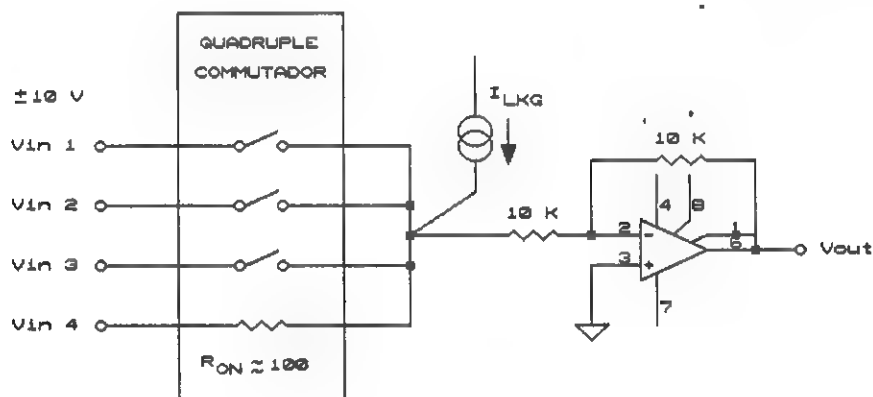 QUADRUPLE
COMMUTADOR
±10 V
Vin 1
Vin 2
Vin 3
Vin 4
R_ON ≈ 100
I_LKG
10 K
10 K
4
8
2
3
1
6
7
Vout